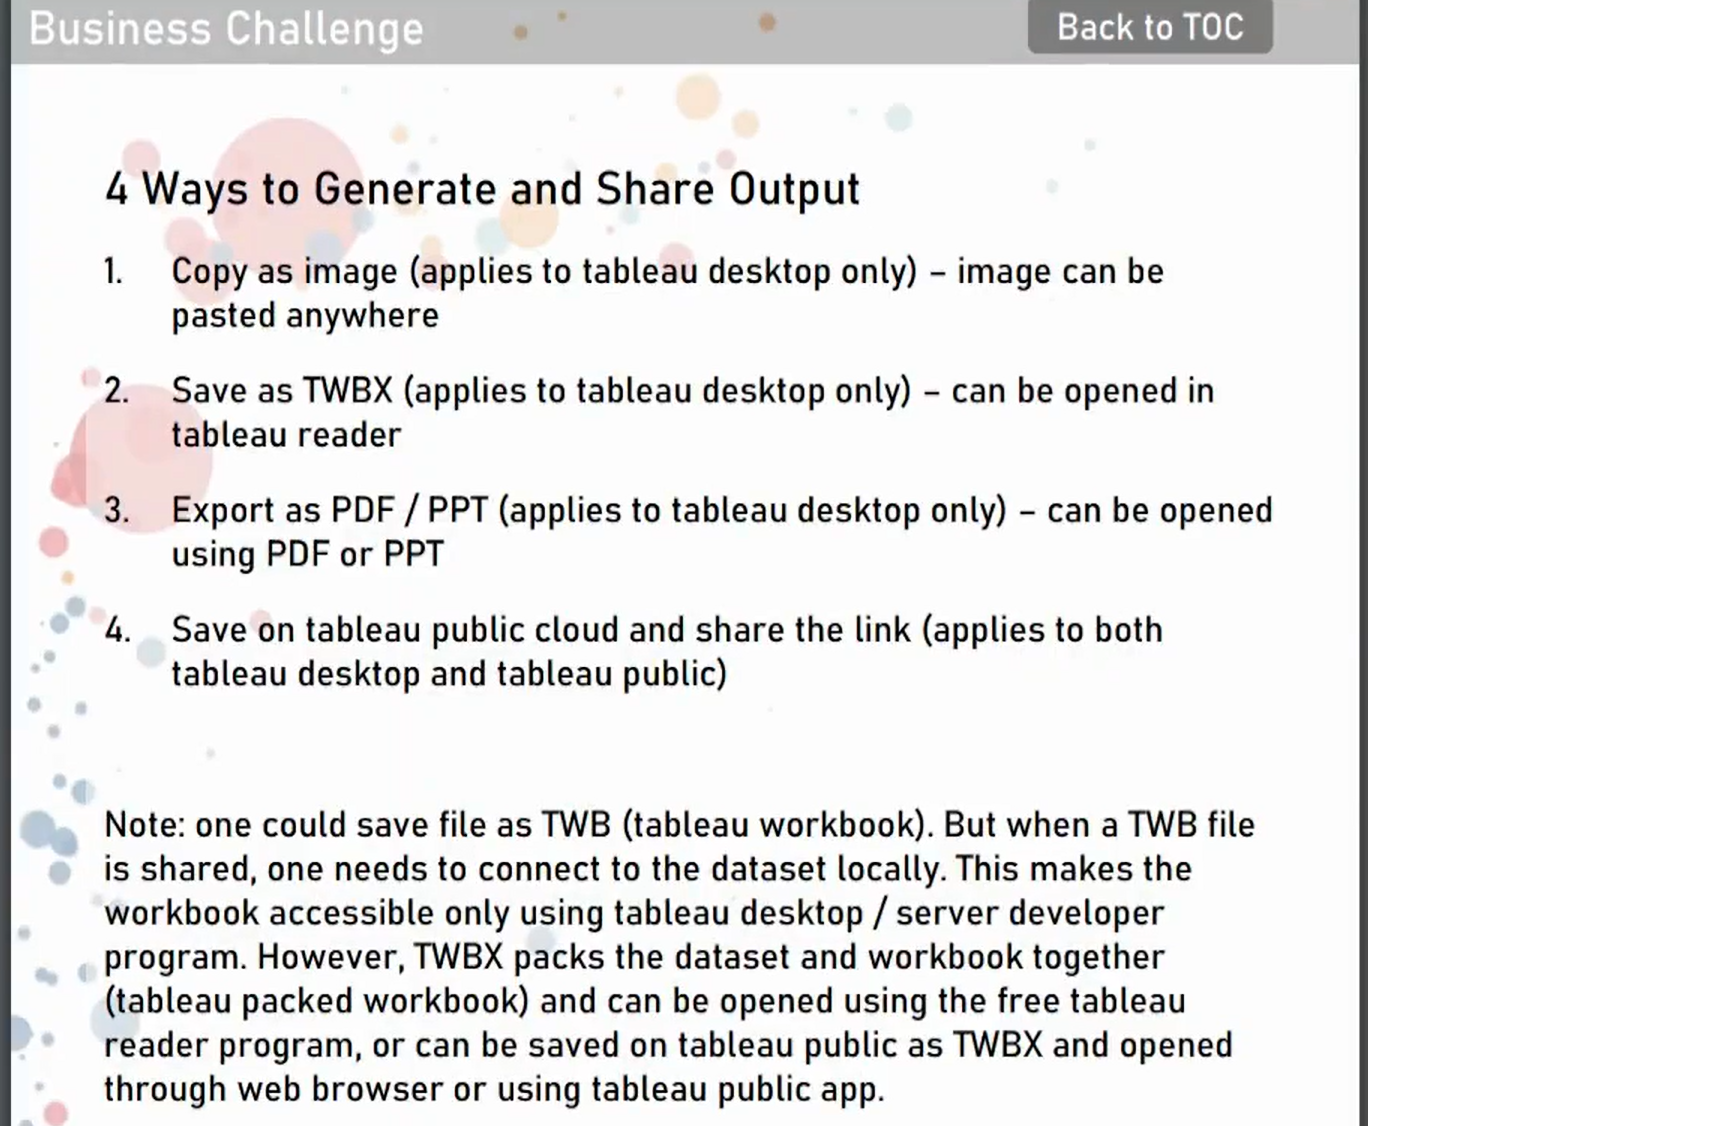 Business Challenge
Back to TOC
4 Ways to Generate and Share Output
1. Copy as image (applies to tableau desktop only) – image can be
pasted anywhere
2. Save as TWBX (applies to tableau desktop only) – can be opened in
tableau reader
3. Export as PDF / PPT (applies to tableau desktop only) – can be opened
using PDF or PPT
4. Save on tableau public cloud and share the link (applies to both
tableau desktop and tableau public)
Note: one could save file as TWB (tableau workbook). But when a TWB file
is shared, one needs to connect to the dataset locally. This makes the
workbook accessible only using tableau desktop / server developer
program. However, TWBX packs the dataset and workbook together
(tableau packed workbook) and can be opened using the free tableau
reader program, or can be saved on tableau public as TWBX and opened
through web browser or using tableau public app.